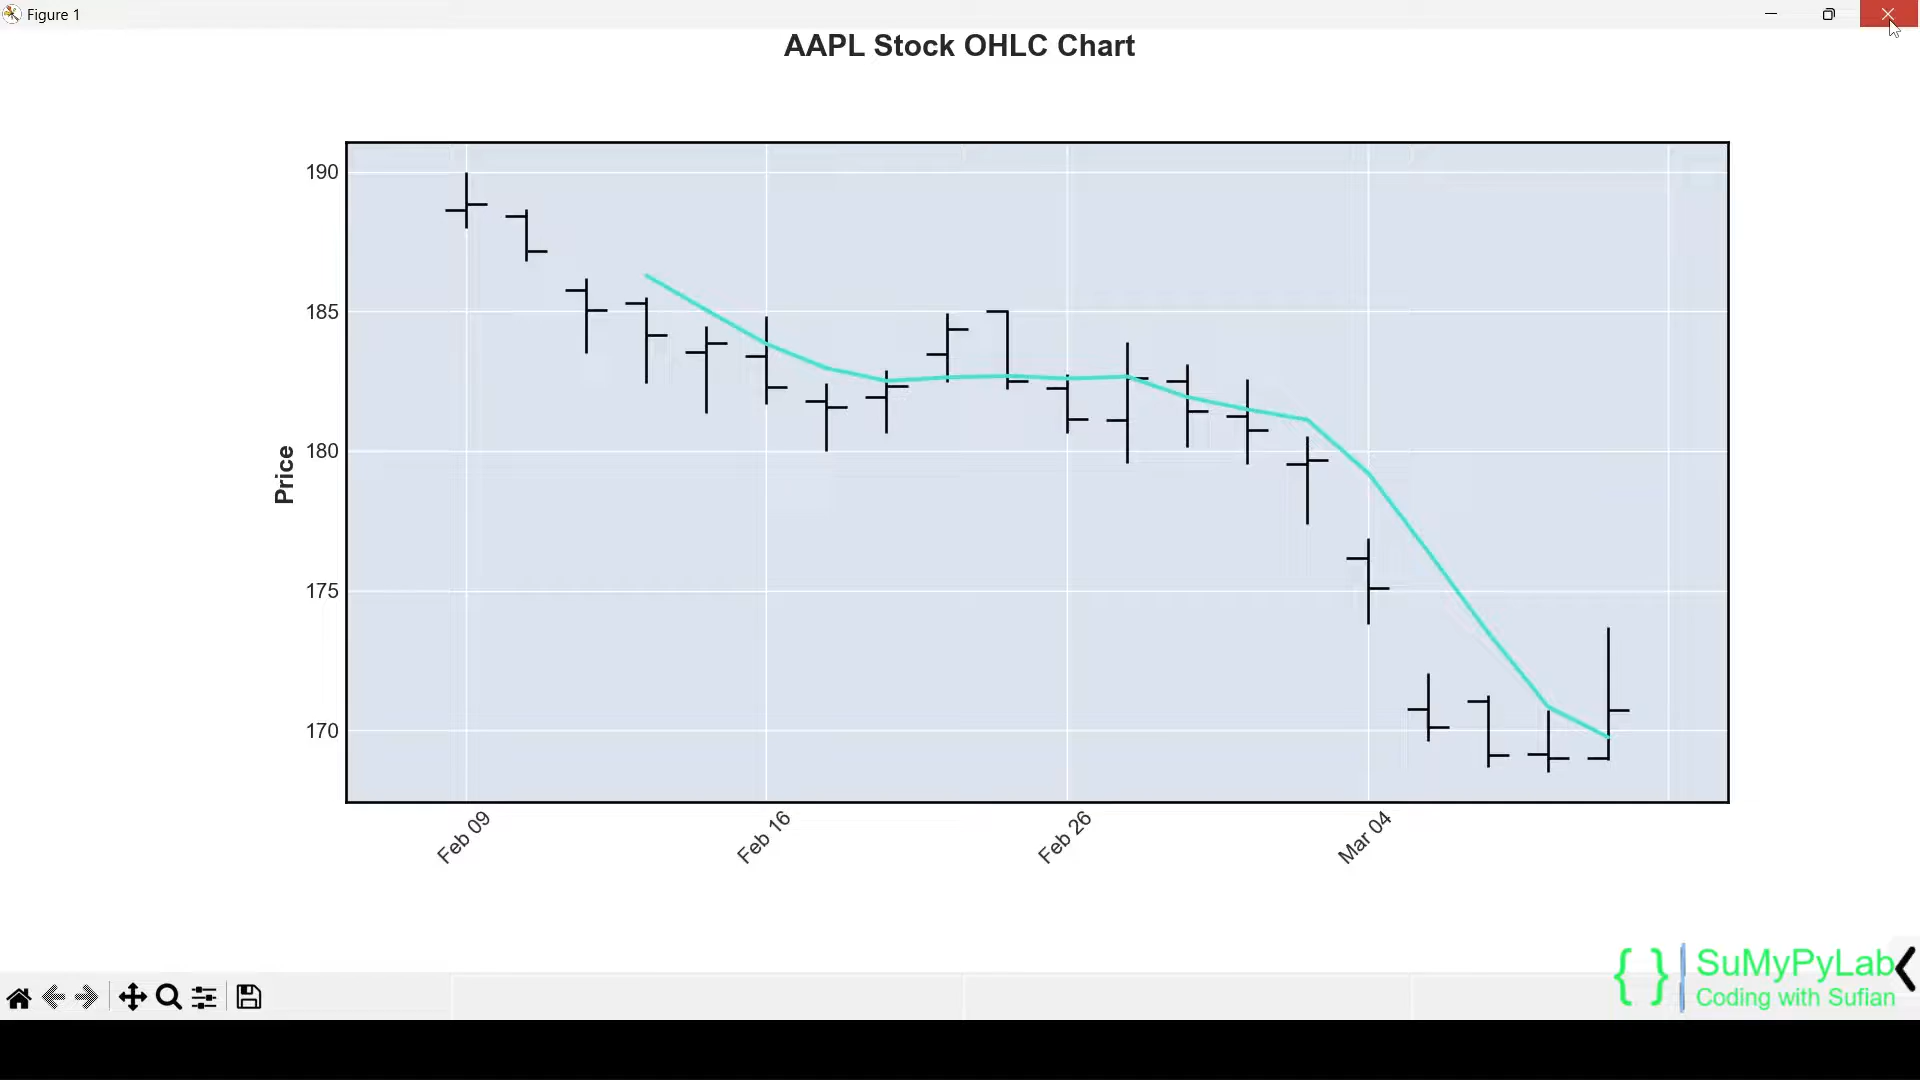 Figure 1
AAPL Stock OHLC Chart
190
185
180
175
170
Price
Feb 09
Feb 16
Feb 26
Mar 04
{ } SuMyPyLab
Coding with Sufian